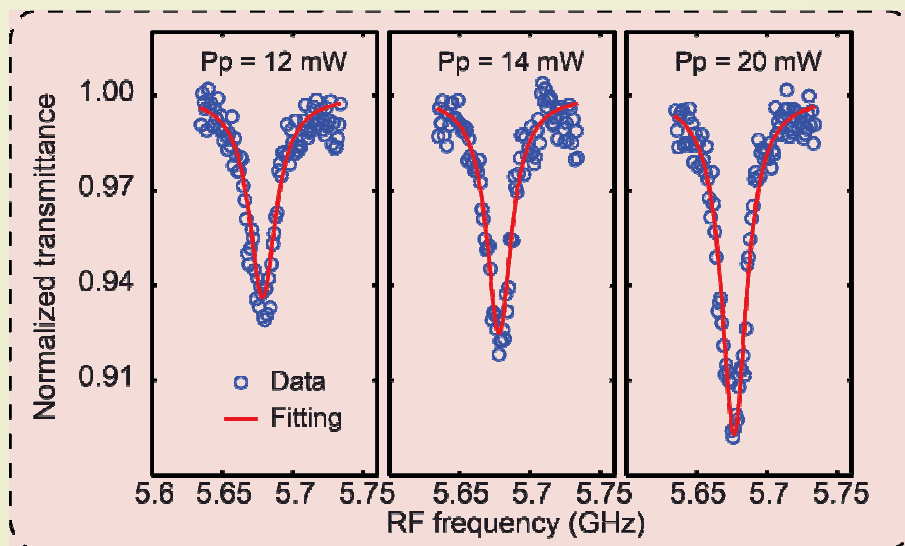 Pp = 12 mW
Pp = 14 mW
Pp = 20 mW
Normalized transmittance
1.00
0.97
0.94
0.91
Data
Fitting
5.6 5.65 5.7 5.75
5.65 5.7 5.75
5.65 5.7 5.75
RF frequency (GHz)